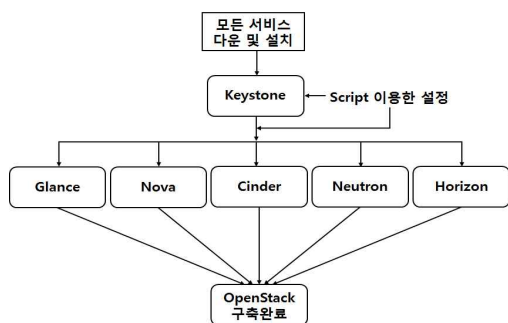 모든 서비스
다운 및 설치
Keystone
Script 이용한 설정
Glance
Nova
Cinder
Neutron
Horizon
OpenStack
구축완료